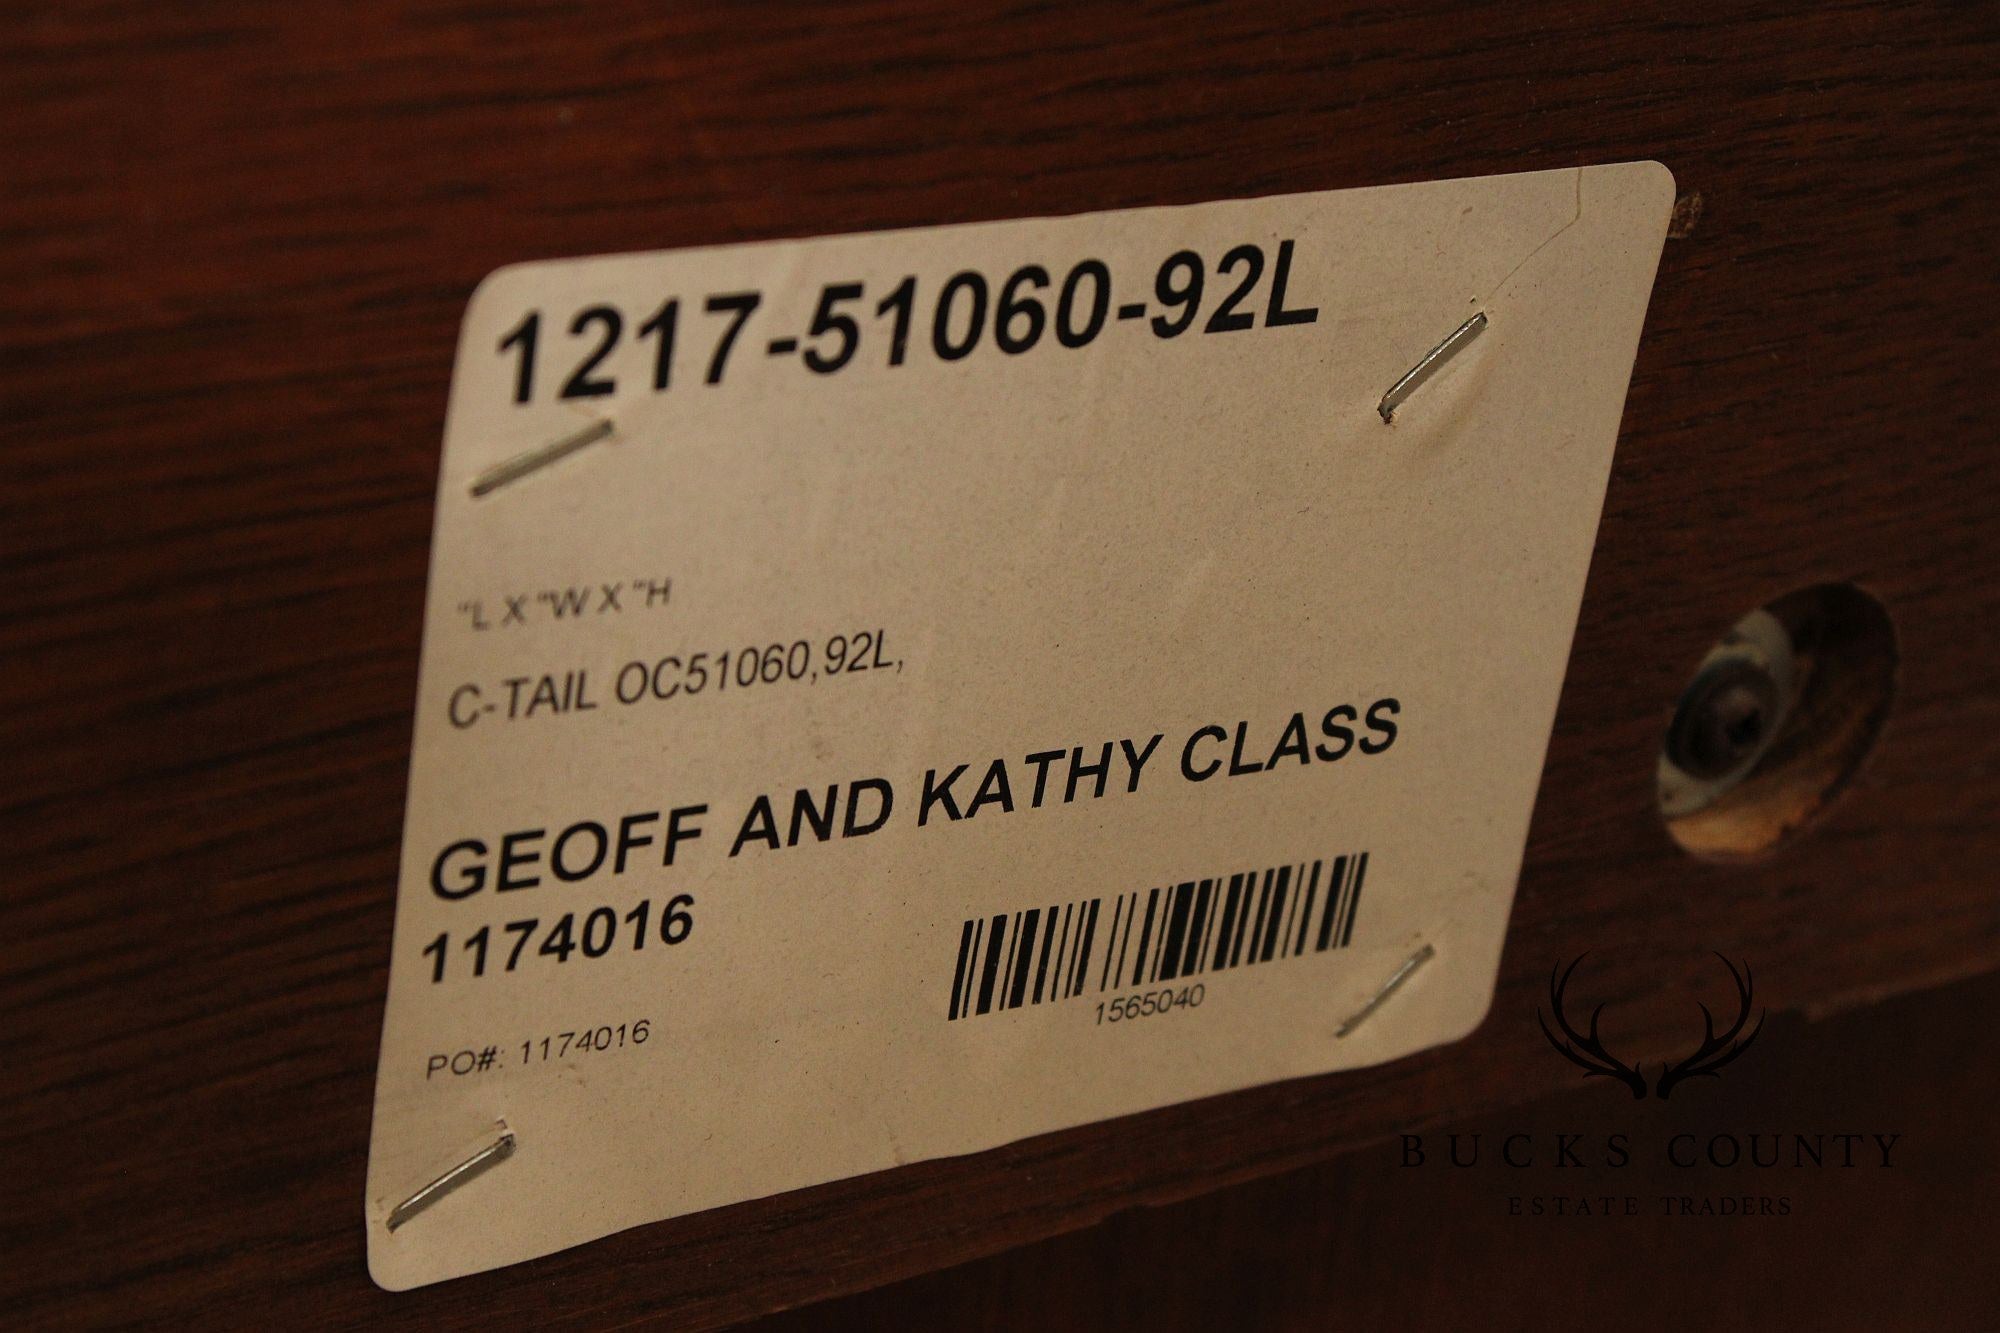 1217-51060-92L
"L X "W X "H
C-TAIL OC51060,92L,
GEOFF AND KATHY CLASS
1174016
1565040
PO#: 1174016
BUCKS COUNTY
ESTATE TRADERS